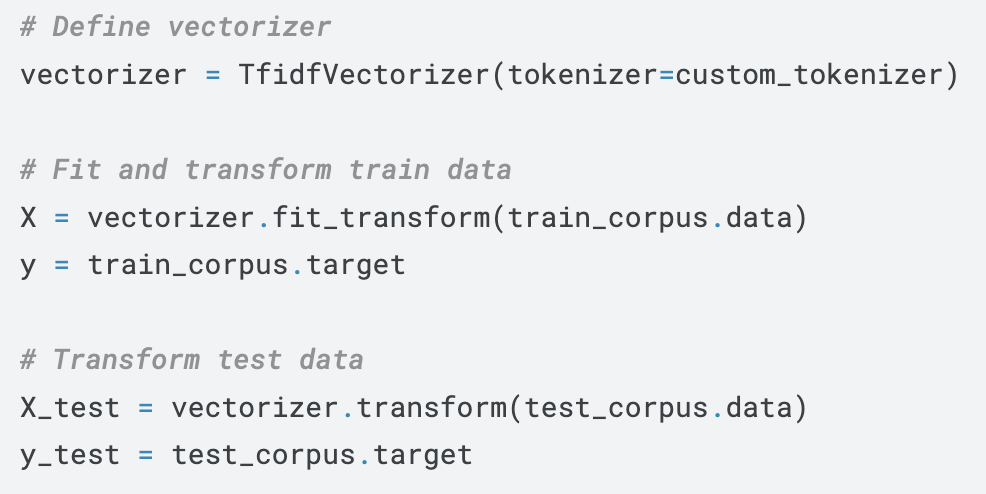 # Define vectorizer
vectorizer = TfidfVectorizer(tokenizer=custom_tokenizer)
# Fit and transform train data
X = vectorizer.fit_transform(train_corpus.data)
y = train_corpus.target
# Transform test data
X_test = vectorizer.transform(test_corpus.data)
y_test = test_corpus.target